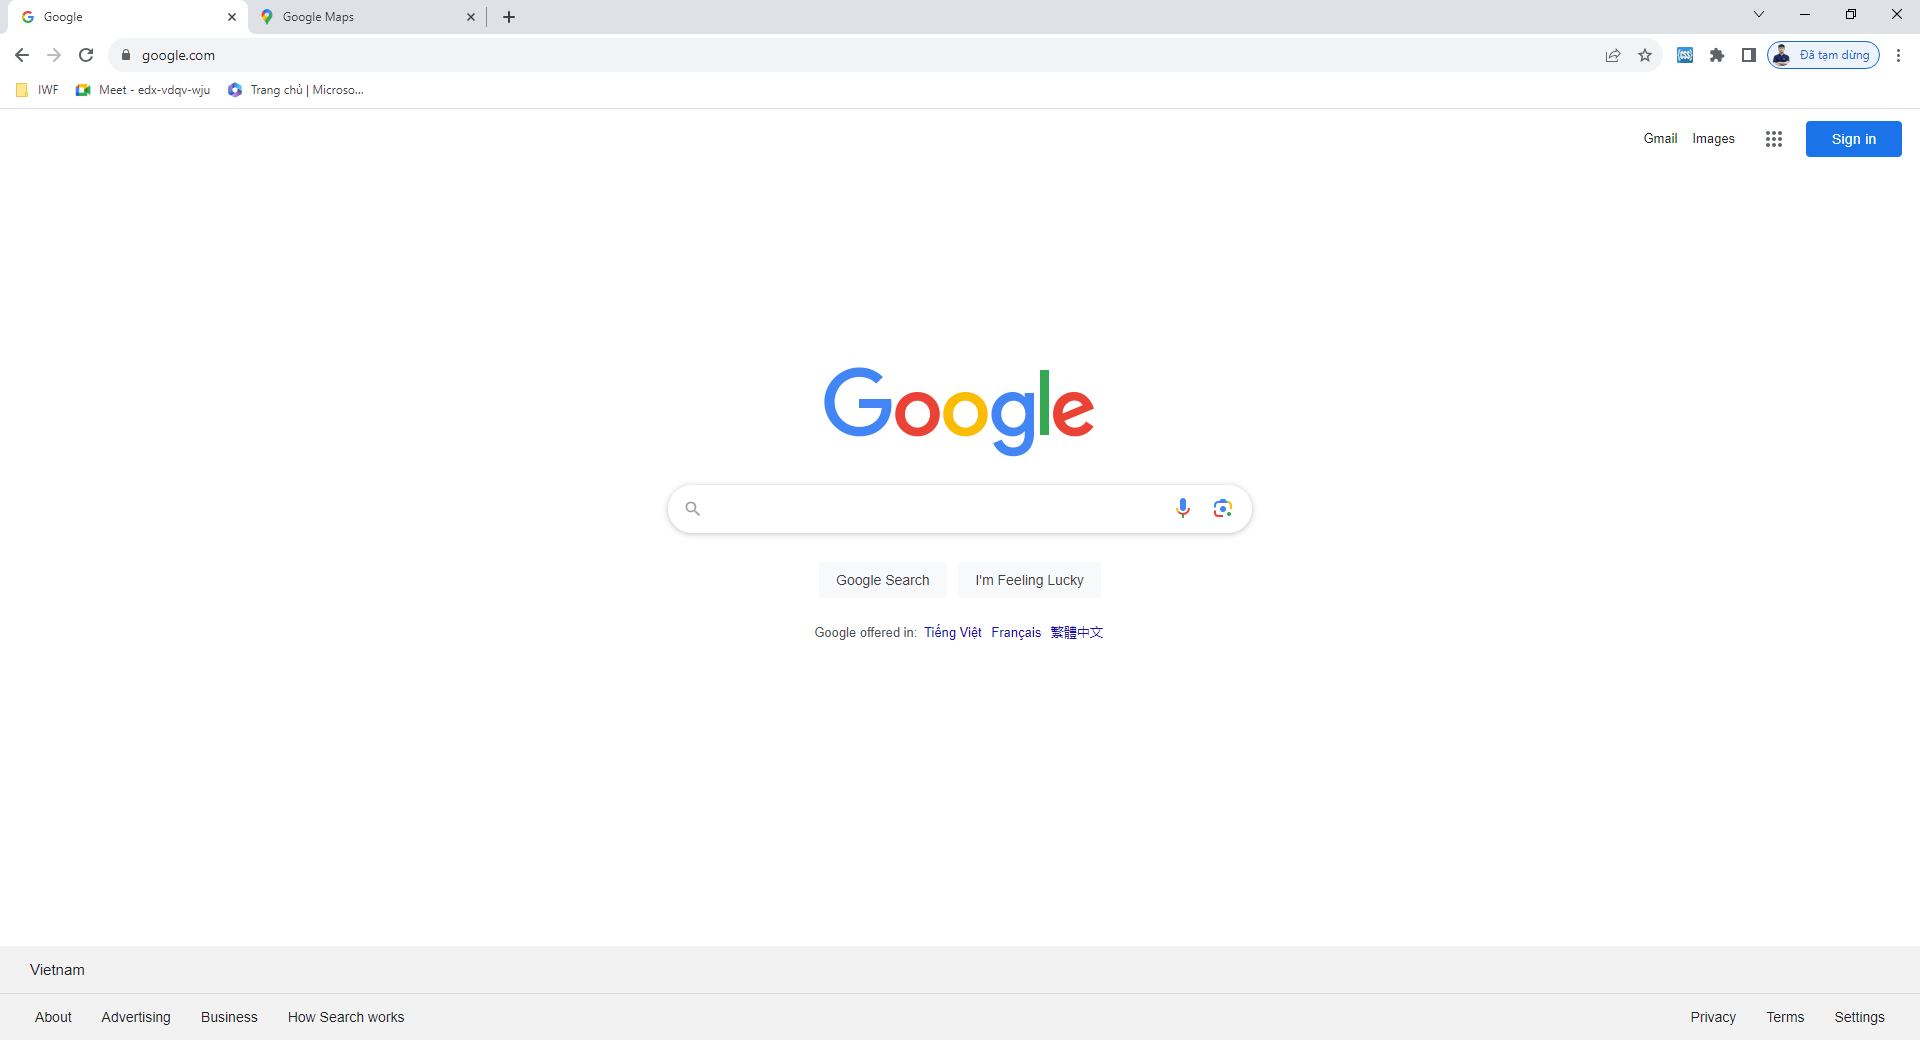 Google
Google Maps
google.com
Đã tạm dừng
IWF
Meet - edx-vdqv-wju
Trang chủ | Microso...
Gmail
Images
Sign in
Google
Google Search
I'm Feeling Lucky
Google offered in: Tiếng Việt Français 繁體中文
Vietnam
About
Advertising
Business
How Search works
Privacy
Terms
Settings